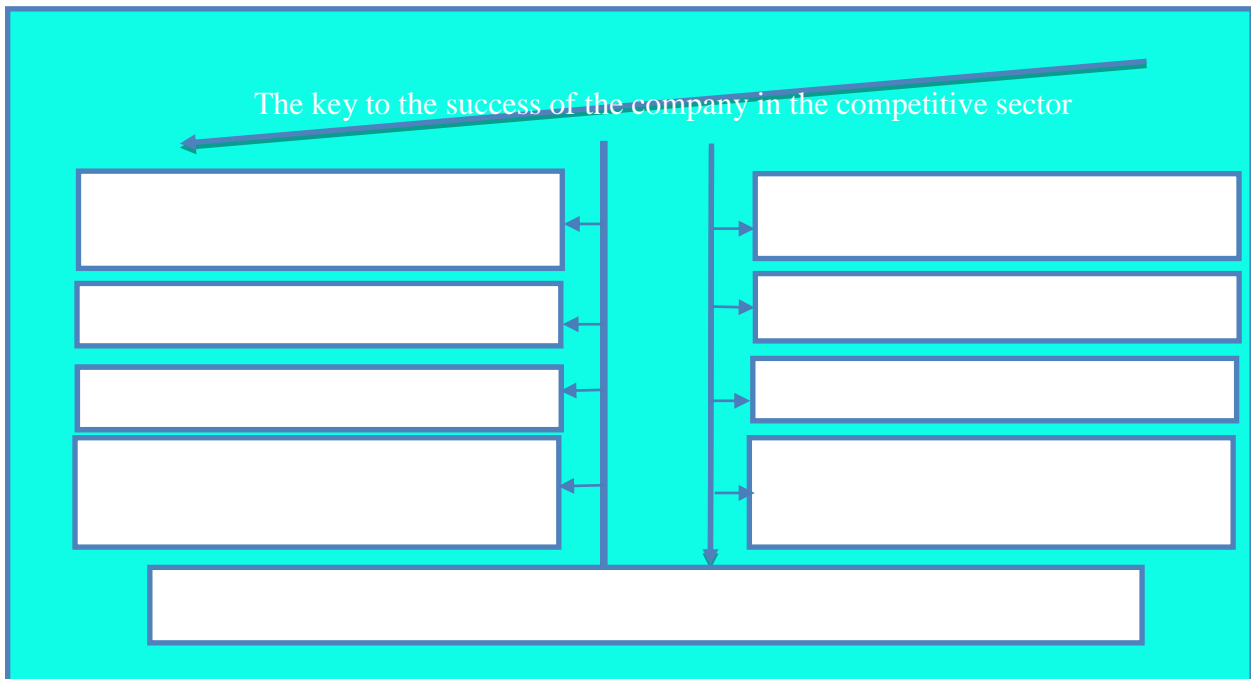 The key to the success of the company in the competitive sector